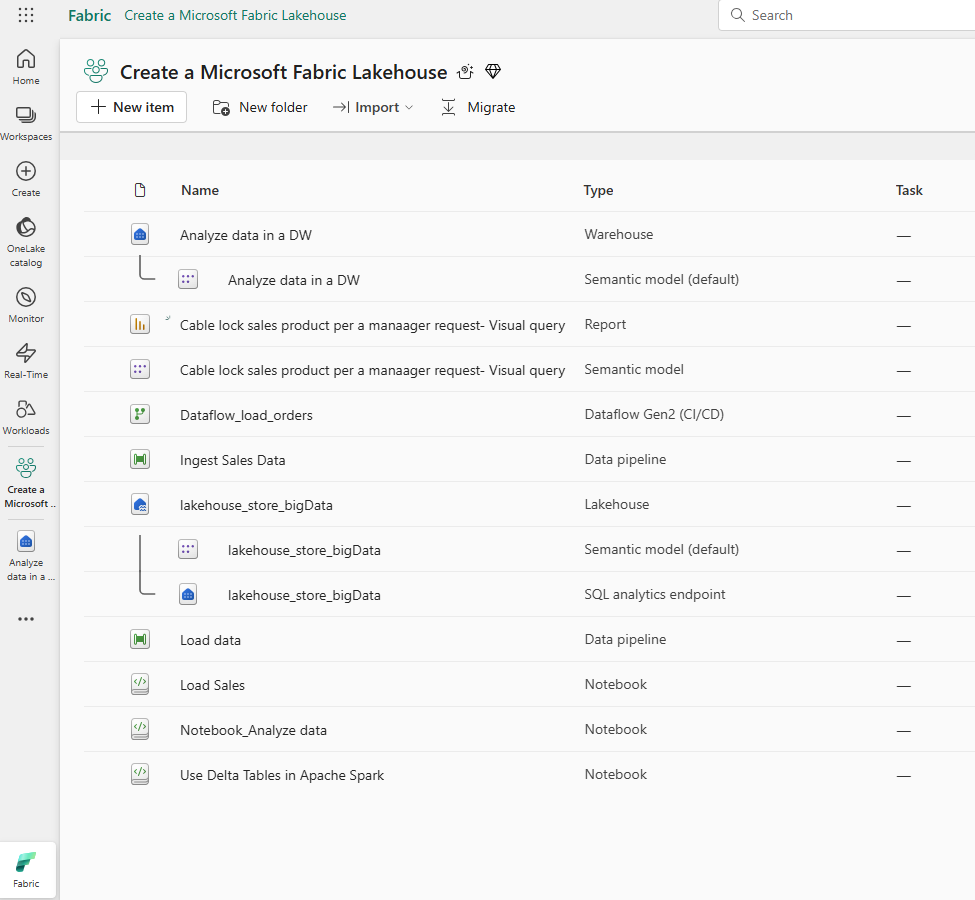 Fabric Create a Microsoft Fabric Lakehouse
Search
Home
Workspaces
Create
OneLake
catalog
Monitor
Real-Time
Workloads
Create a
Microsoft ..
Analyze
data in a ...
Fabric
Create a Microsoft Fabric Lakehouse
New item New folder Import Migrate
Name Type Task
Analyze data in a DW Warehouse —
Analyze data in a DW Semantic model (default) —
Cable lock sales product per a manaager request- Visual query Report —
Cable lock sales product per a manaager request- Visual query Semantic model —
Dataflow_load_orders Dataflow Gen2 (CI/CD) —
Ingest Sales Data Data pipeline —
lakehouse_store_bigData Lakehouse —
lakehouse_store_bigData Semantic model (default) —
lakehouse_store_bigData SQL analytics endpoint —
Load data Data pipeline —
Load Sales Notebook —
Notebook_Analyze data Notebook —
Use Delta Tables in Apache Spark Notebook —